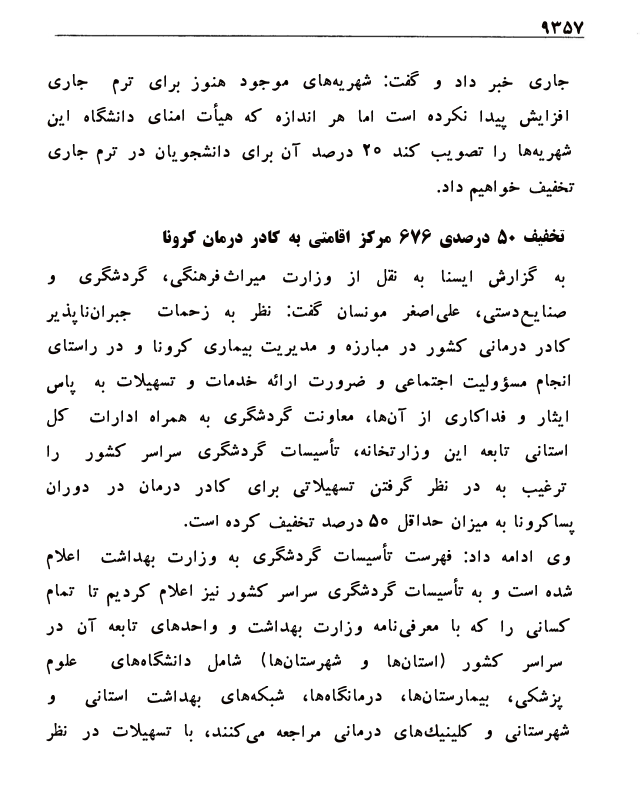 ۹۳۵۷
جاری خبر داد و گفت: شهریه‌های موجود هنوز برای ترم جاری
افزایش پیدا نکرده است اما هر اندازه که هیأت امنای دانشگاه این
شهریه‌ها را تصویب کند ۲۰ درصد آن برای دانشجویان در ترم جاری
تخفیف خواهیم داد.
تخفیف ۵۰ درصدی ۶۷۶ مرکز اقامتی به کادر درمان کرونا
به گزارش ایسنا به نقل از وزارت میراث‌فرهنگی، گردشگری و
صنایع‌دستی، علی‌اصغر مونسان گفت: نظر به زحمات جبران‌ناپذیر
کادر درمانی کشور در مبارزه و مدیریت بیماری کرونا و در راستای
انجام مسؤولیت اجتماعی و ضرورت ارائه خدمات و تسهیلات به پاس
ایثار و فداکاری از آن‌ها، معاونت گردشگری به همراه ادارات کل
استانی تابعه این وزارتخانه، تأسیسات گردشگری سراسر کشور را
ترغیب به در نظر گرفتن تسهیلاتی برای کادر درمان در دوران
پساکرونا به میزان حداقل ۵۰ درصد تخفیف کرده است.
وی ادامه داد: فهرست تأسیسات گردشگری به وزارت بهداشت اعلام
شده است و به تأسیسات گردشگری سراسر کشور نیز اعلام کردیم تا تمام
کسانی را که با معرفی‌نامه وزارت بهداشت و واحدهای تابعه آن در
سراسر کشور (استان‌ها و شهرستان‌ها) شامل دانشگاه‌های علوم
پزشکی، بیمارستان‌ها، درمانگاه‌ها، شبکه‌های بهداشت استانی و
شهرستانی و کلینیک‌های درمانی مراجعه می‌کنند، با تسهیلات در نظر